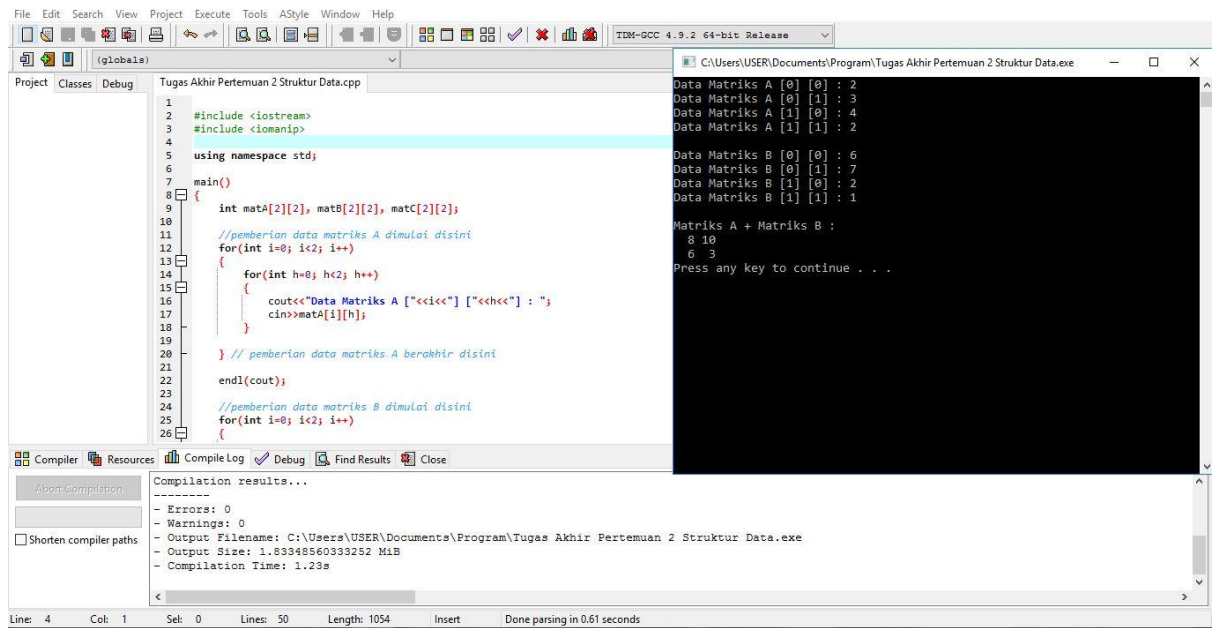 File Edit Search View Project Execute Tools AStyle Window Help
TDM-GCC 4.9.2 64-bit Release
(globals)
Project Classes Debug
Tugas Akhir Pertemuan 2 Struktur Data.cpp
1
2 #include <iostream>
3 #include <iomanip>
4
5 using namespace std;
6
7 main()
8 {
9 int matA[2][2], matB[2][2], matC[2][2];
10
11 //pemberian data matriks A dimulai disini
12 for(int i=0; i<2; i++)
13 {
14 for(int h=0; h<2; h++)
15 {
16 cout<<"Data Matriks A ["<<i<<"] ["<<h<<"] : ";
17 cin>>matA[i][h];
18 }
19
20 } // pemberian data matriks A berakhir disini
21
22 endl(cout);
23
24 //pemberian data matriks B dimulai disini
25 for(int i=0; i<2; i++)
26 {
C:\Users\USER\Documents\Program\Tugas Akhir Pertemuan 2 Struktur Data.exe
Data Matriks A [0] [0] : 2
Data Matriks A [0] [1] : 3
Data Matriks A [1] [0] : 4
Data Matriks A [1] [1] : 2
Data Matriks B [0] [0] : 6
Data Matriks B [0] [1] : 7
Data Matriks B [1] [0] : 2
Data Matriks B [1] [1] : 1
Matriks A + Matriks B :
8 10
6 3
Press any key to continue . . .
Compiler Resources Compile Log Debug Find Results Close
Abort Compilation
Shorten compiler paths
Compilation results...
--------
- Errors: 0
- Warnings: 0
- Output Filename: C:\Users\USER\Documents\Program\Tugas Akhir Pertemuan 2 Struktur Data.exe
- Output Size: 1.83348560333252 MiB
- Compilation Time: 1.23s
Line: 4 Col: 1 Sel: 0 Lines: 50 Length: 1054 Insert Done parsing in 0.61 seconds